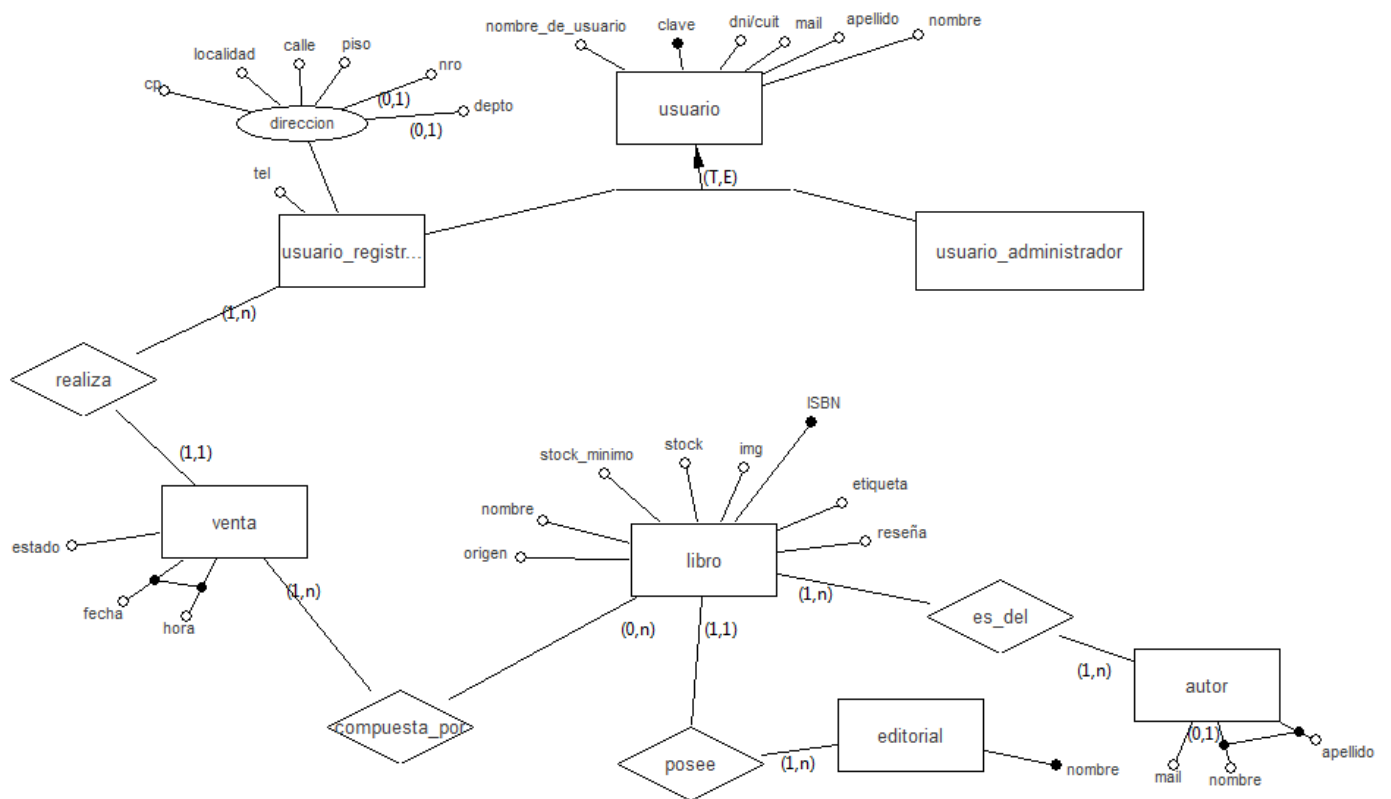 nombre_de_usuario
clave
dni/cuit
mail
apellido
nombre
usuario
(T,E)
cp
localidad
calle
piso
nro
(0,1)
depto
(0,1)
direccion
tel
usuario_registr...
usuario_administrador
(1,n)
realiza
(1,1)
venta
estado
fecha
hora
(1,n)
compuesta_por
(0,n)
ISBN
stock_minimo
stock
img
etiqueta
nombre
reseña
origen
libro
(1,1)
(1,n)
es_del
(1,n)
autor
(0,1)
mail
nombre
apellido
posee
(1,n)
editorial
nombre